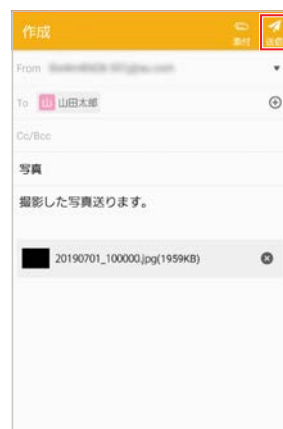 作成
添付
送信
From
To 山 山田太郎
Cc/Bcc
写真
撮影した写真送ります。
20190701_100000.jpg(1959KB)